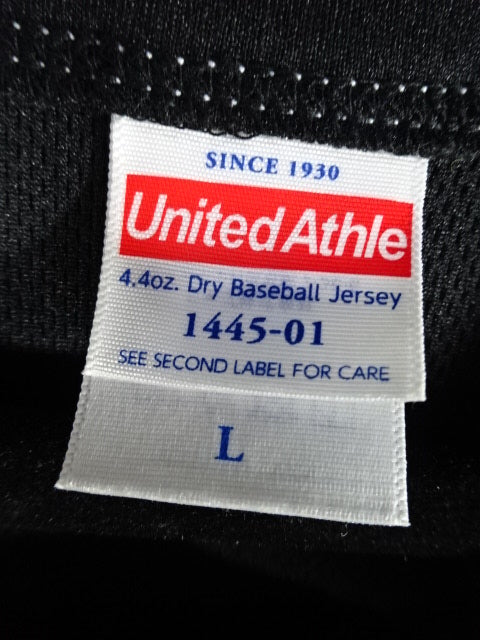 SINCE 1930
United Athle
4.4oz. Dry Baseball Jersey
1445-01
SEE SECOND LABEL FOR CARE
L